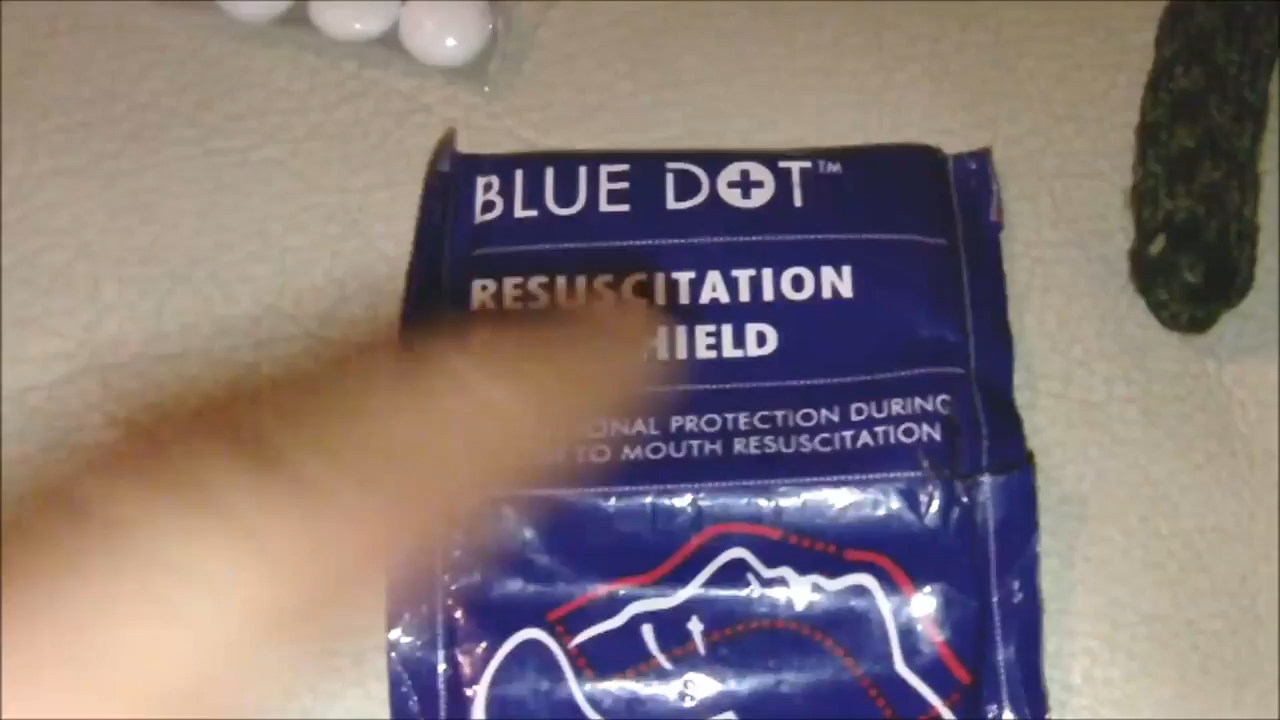 BLUE DOT™
RESUSCITATION
HIELD
ONAL PROTECTION DURING
TO MOUTH RESUSCITATION